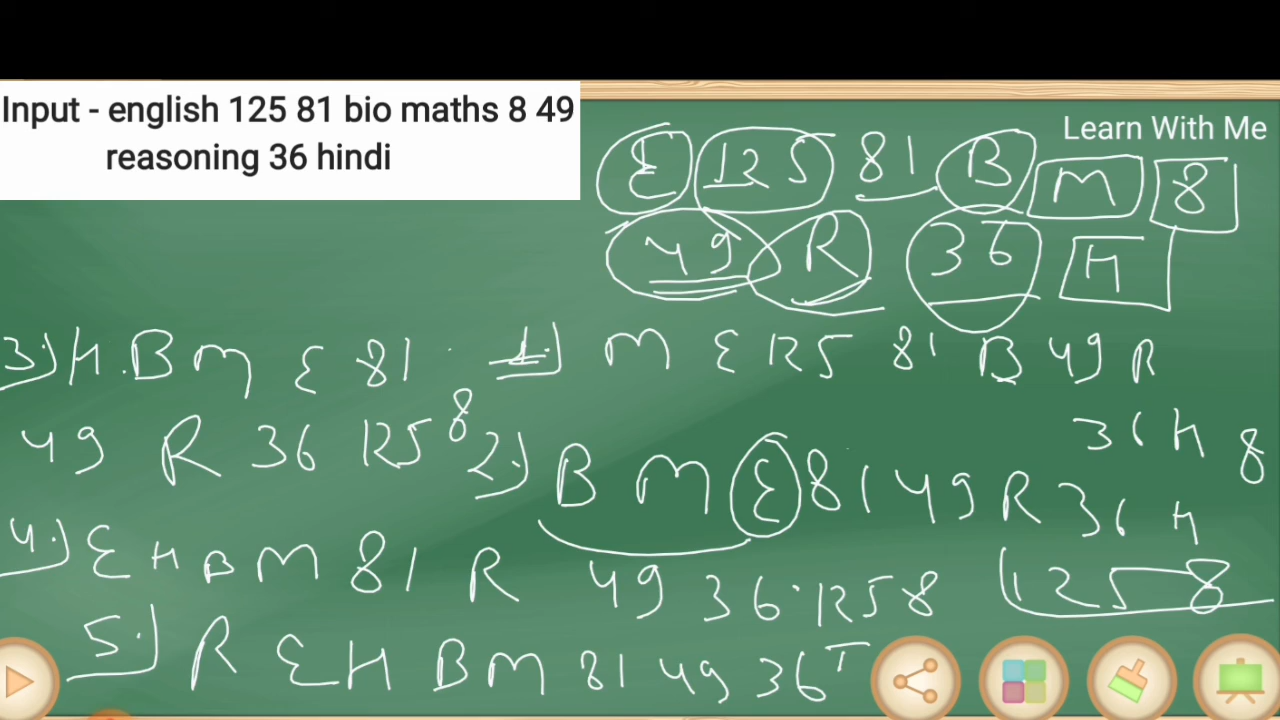 Input - english 125 81 bio maths 8 49
reasoning 36 hindi
Learn With Me
E 125 81 B M 8
49 R 36 H
1.) M E 125 81 B 49 R
36 H 8
2.) B M E 81 49 R 36 H
125 8
3.) H B M E 81
49 R 36 125 8
4.) E H B M 81 R 49 36 125 8
5.) R E H B M 81 49 36